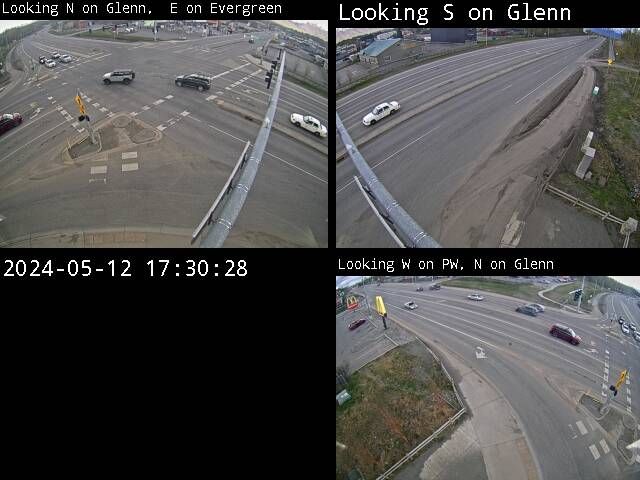 Looking N on Glenn,  E on Evergreen
Looking S on Glenn
2024-05-12 17:30:28
Looking W on PW, N on Glenn